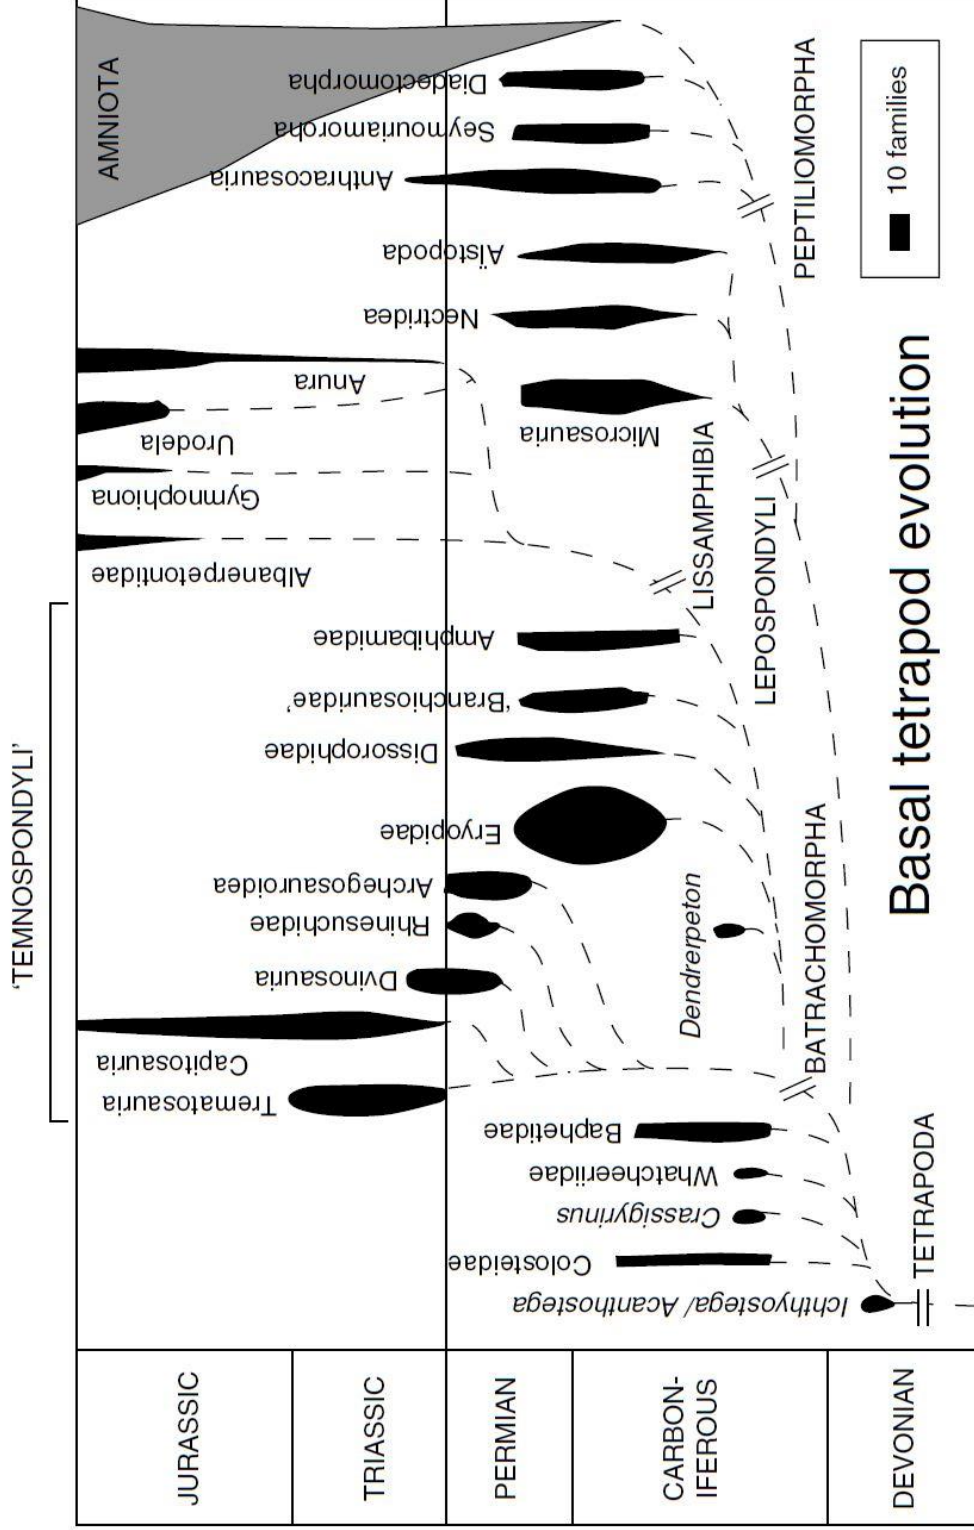 'TEMNOSPONDYLI'
AMNIOTA
Trematosauria
Capitosauria
Dvinosauria
Rhinesuchidae
Archegosauroidea
Eryopidae
Dissorophidae
'Branchiosauridae'
Amphibamidae
Albanerpetontidae
Gymnophiona
Urodela
Anura
Microsauria
Nectridea
Aïstopoda
Anthracosauria
Seymouriamorpha
Diadectomorpha
Ichthyostega/Acanthostega
Colosteidae
Crassigyrinus
Whatcheeriidae
Baphetidae
Dendrerpeton
TETRAPODA
BATRACHOMORPHA
LEPOSPONDYLI
LISSAMPHIBIA
PEPTILIOMORPHA
JURASSIC
TRIASSIC
PERMIAN
CARBON-
IFEROUS
DEVONIAN
Basal tetrapod evolution
10 families